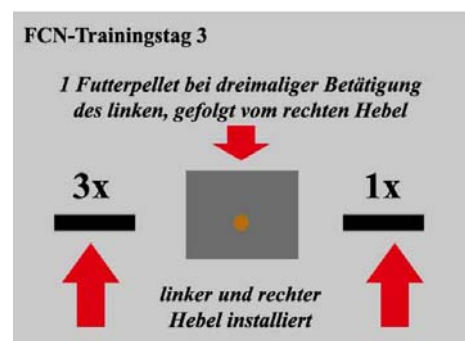 FCN-Trainingstag 3
1 Futterpellet bei dreimaliger Betätigung
des linken, gefolgt vom rechten Hebel
3x
1x
linker und rechter
Hebel installiert